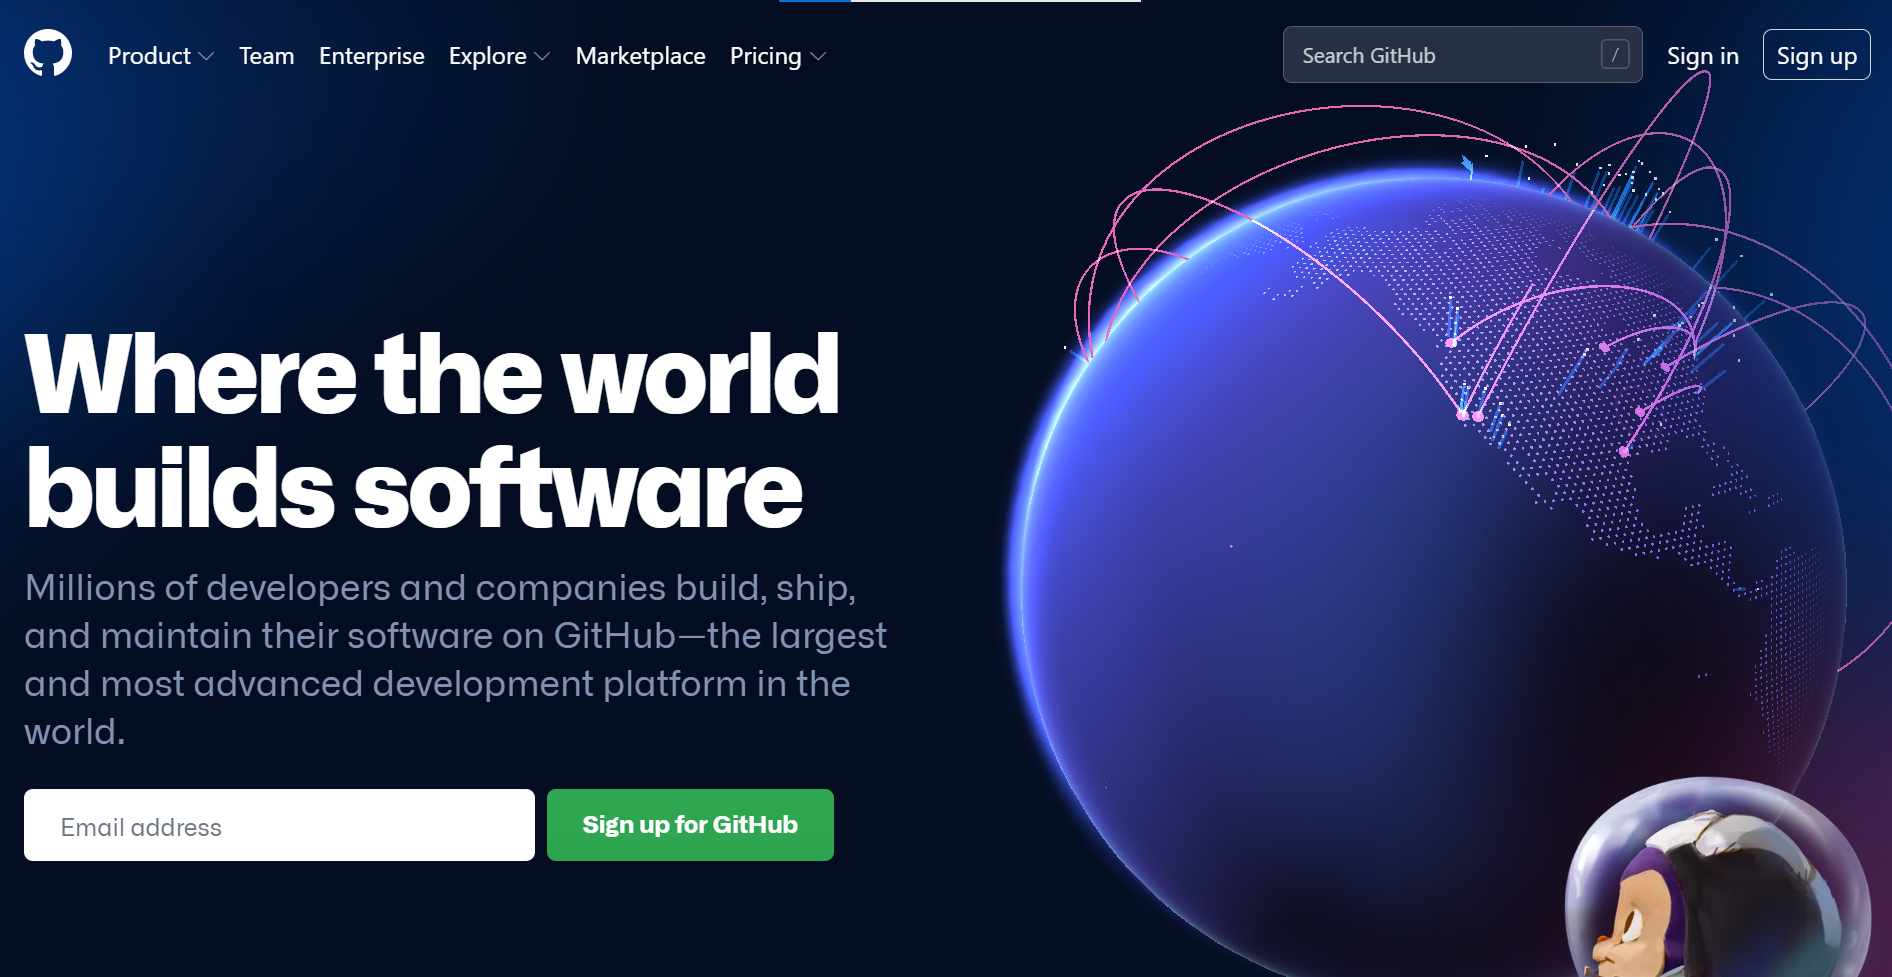 Product
Team
Enterprise
Explore
Marketplace
Pricing
Search GitHub
/
Sign in
Sign up
Where the world
builds software
Millions of developers and companies build, ship,
and maintain their software on GitHub—the largest
and most advanced development platform in the
world.
Email address
Sign up for GitHub